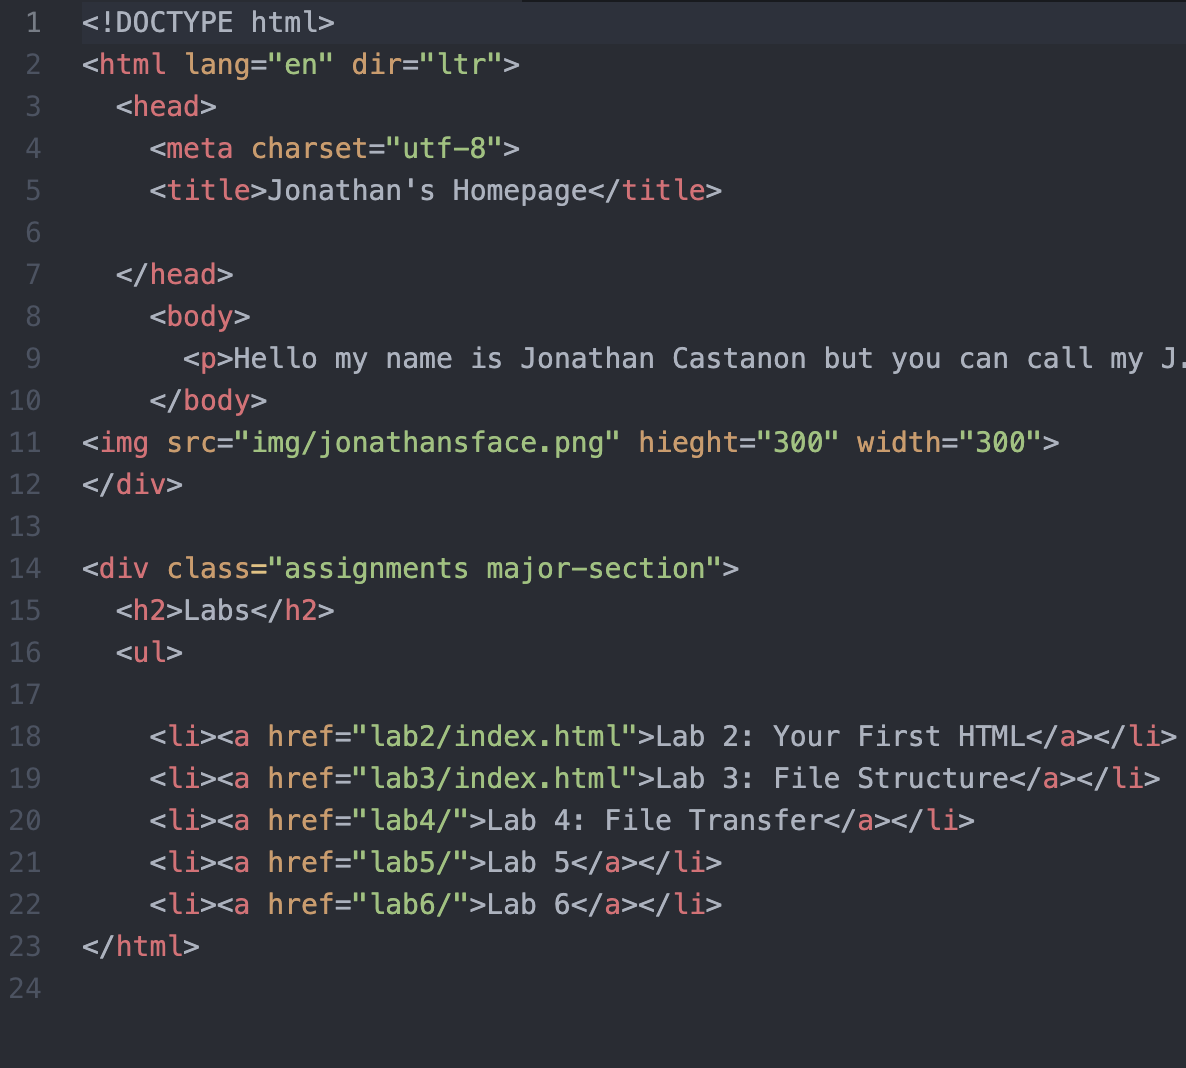 1 <!DOCTYPE html>
2 <html lang="en" dir="ltr">
3   <head>
4     <meta charset="utf-8">
5     <title>Jonathan's Homepage</title>
6
7   </head>
8     <body>
9       <p>Hello my name is Jonathan Castanon but you can call my J.
10     </body>
11 <img src="img/jonathansface.png" hieght="300" width="300">
12 </div>
13
14 <div class="assignments major-section">
15   <h2>Labs</h2>
16   <ul>
17
18     <li><a href="lab2/index.html">Lab 2: Your First HTML</a></li>
19     <li><a href="lab3/index.html">Lab 3: File Structure</a></li>
20     <li><a href="lab4/">Lab 4: File Transfer</a></li>
21     <li><a href="lab5/">Lab 5</a></li>
22     <li><a href="lab6/">Lab 6</a></li>
23 </html>
24